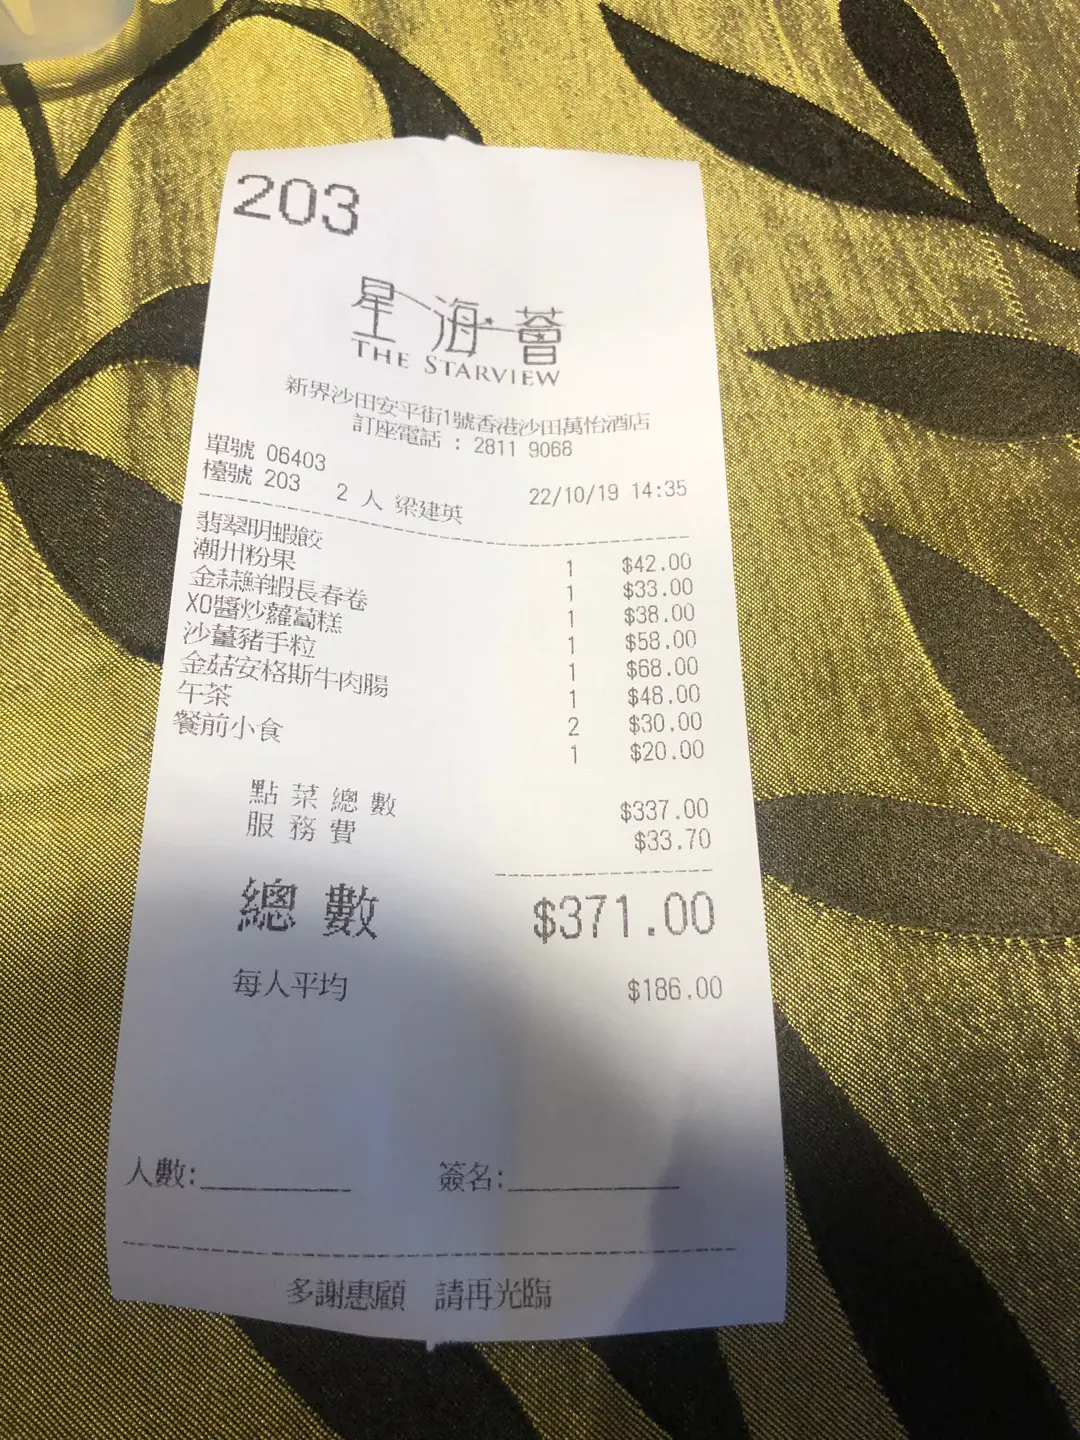 203
星海薈
THE STARVIEW
新界沙田安平街1號香港沙田萬怡酒店
訂座電話 : 2811 9068
單號 06403
檯號 203 2 人 梁建英 22/10/19 14:35
翡翠明蝦餃 1 $42.00
潮州粉果 1 $33.00
金蒜鮮蝦長春卷 1 $38.00
XO醬炒蘿蔔糕 1 $58.00
沙薑豬手粒 1 $68.00
金菇安格斯牛肉腸 1 $48.00
午茶 2 $30.00
餐前小食 1 $20.00
點菜總數 $337.00
服務費 $33.70
總數 $371.00
每人平均 $186.00
人數: 簽名:
多謝惠顧 請再光臨